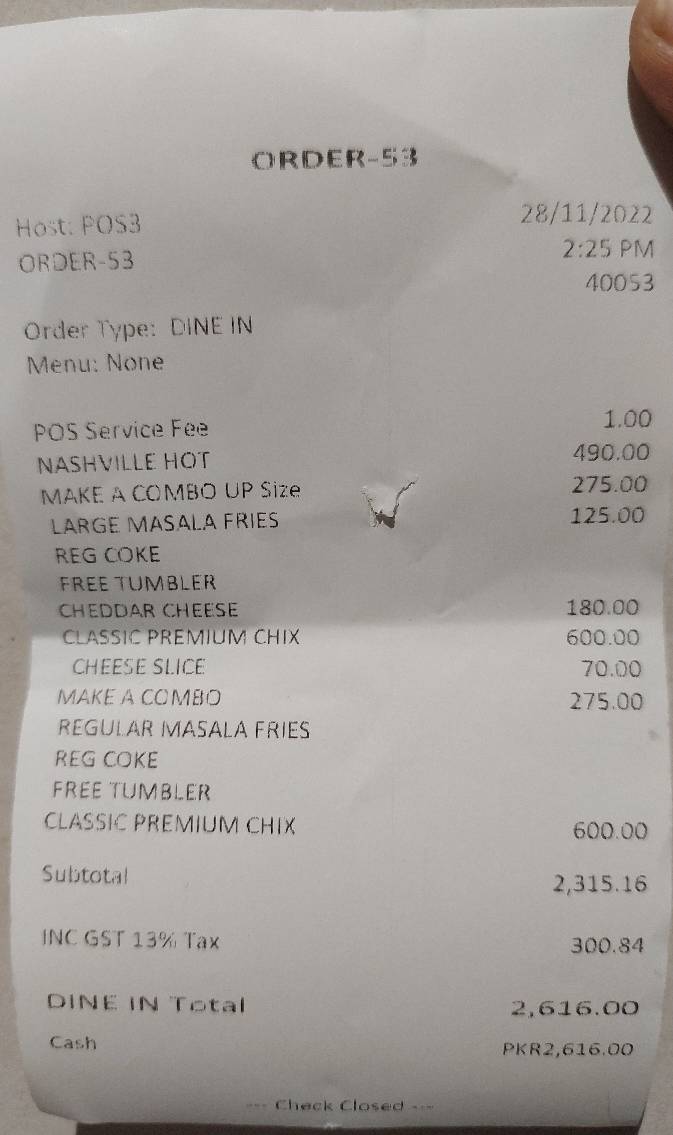 ORDER-53
Host: POS3 28/11/2022
ORDER-53 2:25 PM
40053
Order Type: DINE IN
Menu: None
POS Service Fee 1.00
NASHVILLE HOT 490.00
MAKE A COMBO UP Size 275.00
LARGE MASALA FRIES 125.00
REG COKE
FREE TUMBLER
CHEDDAR CHEESE 180.00
CLASSIC PREMIUM CHIX 600.00
CHEESE SLICE 70.00
MAKE A COMBO 275.00
REGULAR MASALA FRIES
REG COKE
FREE TUMBLER
CLASSIC PREMIUM CHIX 600.00
Subtotal 2,315.16
INC GST 13% Tax 300.84
DINE IN Total 2,616.00
Cash PKR2,616.00
--- Check Closed ---